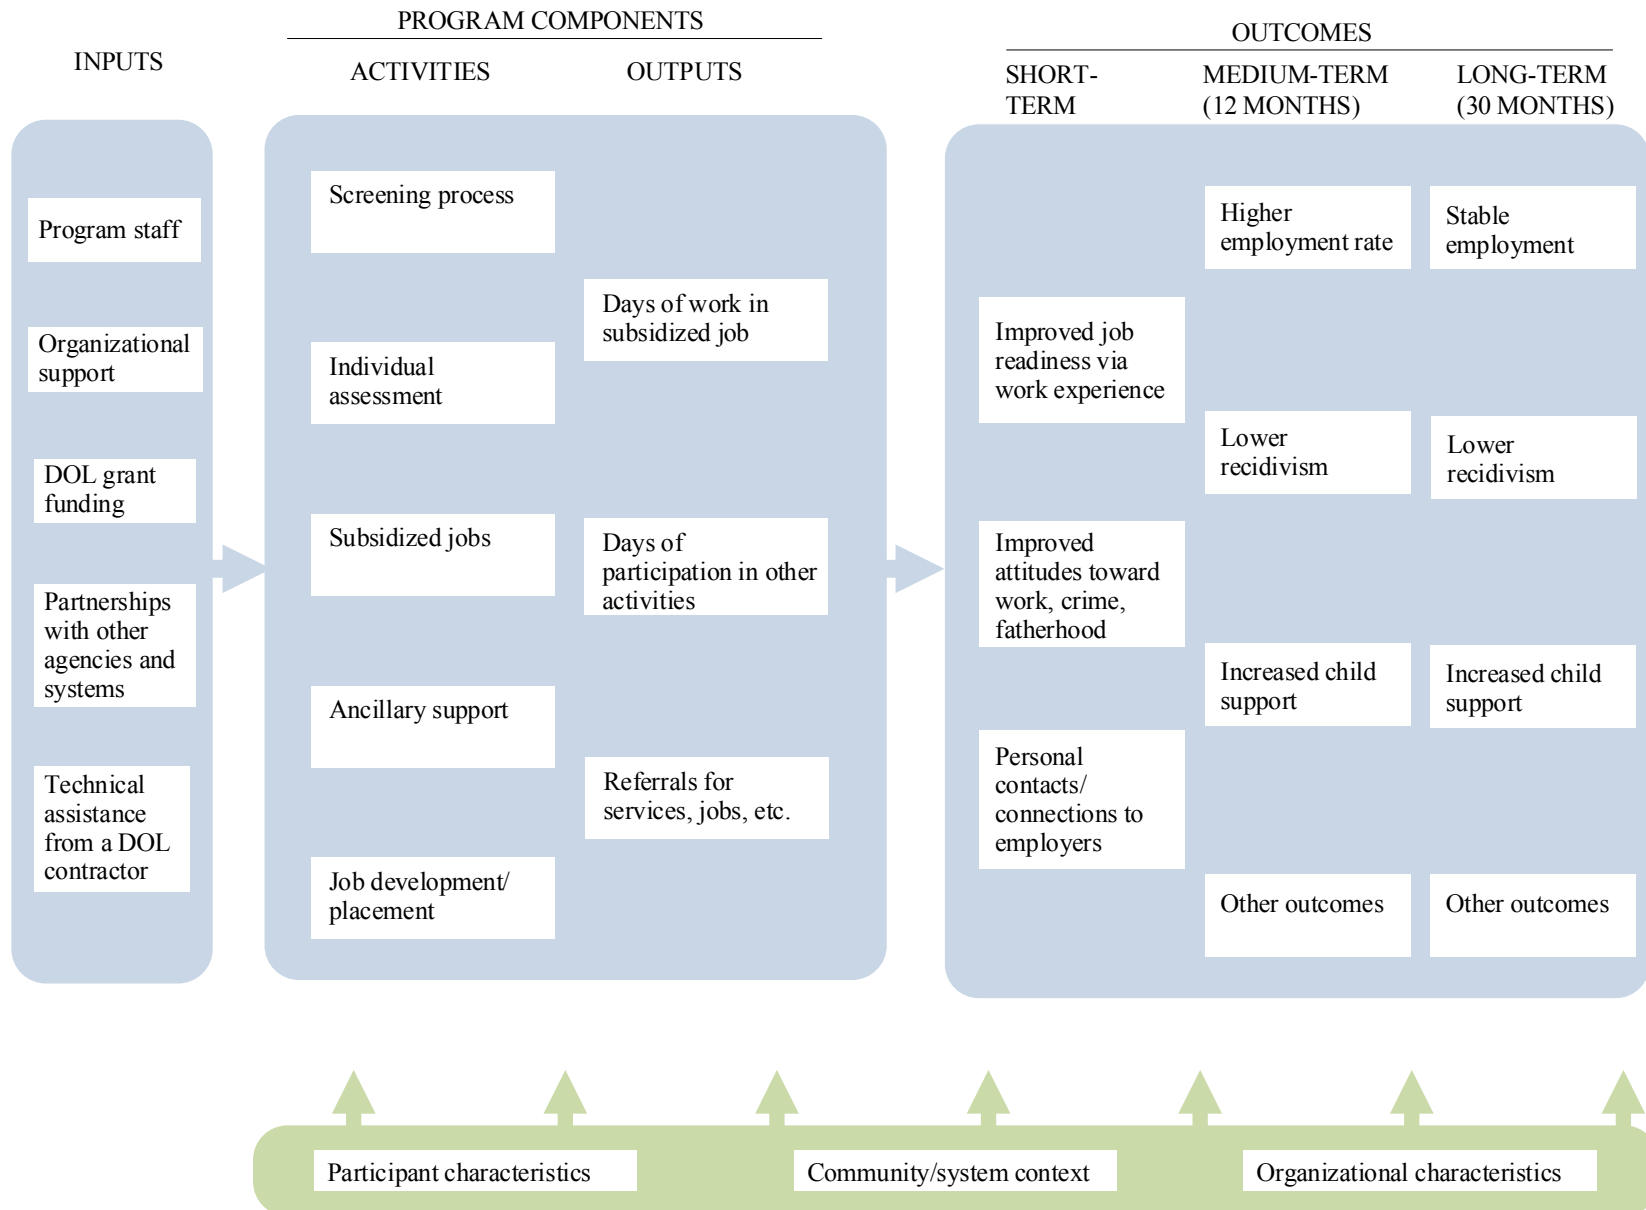 INPUTS
PROGRAM COMPONENTS
ACTIVITIES
OUTPUTS
OUTCOMES
SHORT-
TERM
MEDIUM-TERM
(12 MONTHS)
LONG-TERM
(30 MONTHS)
Program staff
Organizational
support
DOL grant
funding
Partnerships
with other
agencies and
systems
Technical
assistance
from a DOL
contractor
Screening process
Individual
assessment
Subsidized jobs
Ancillary support
Job development/
placement
Days of work in
subsidized job
Days of
participation in other
activities
Referrals for
services, jobs, etc.
Improved job
readiness via
work experience
Improved
attitudes toward
work, crime,
fatherhood
Personal
contacts/
connections to
employers
Higher
employment rate
Lower
recidivism
Increased child
support
Other outcomes
Stable
employment
Lower
recidivism
Increased child
support
Other outcomes
Participant characteristics
Community/system context
Organizational characteristics